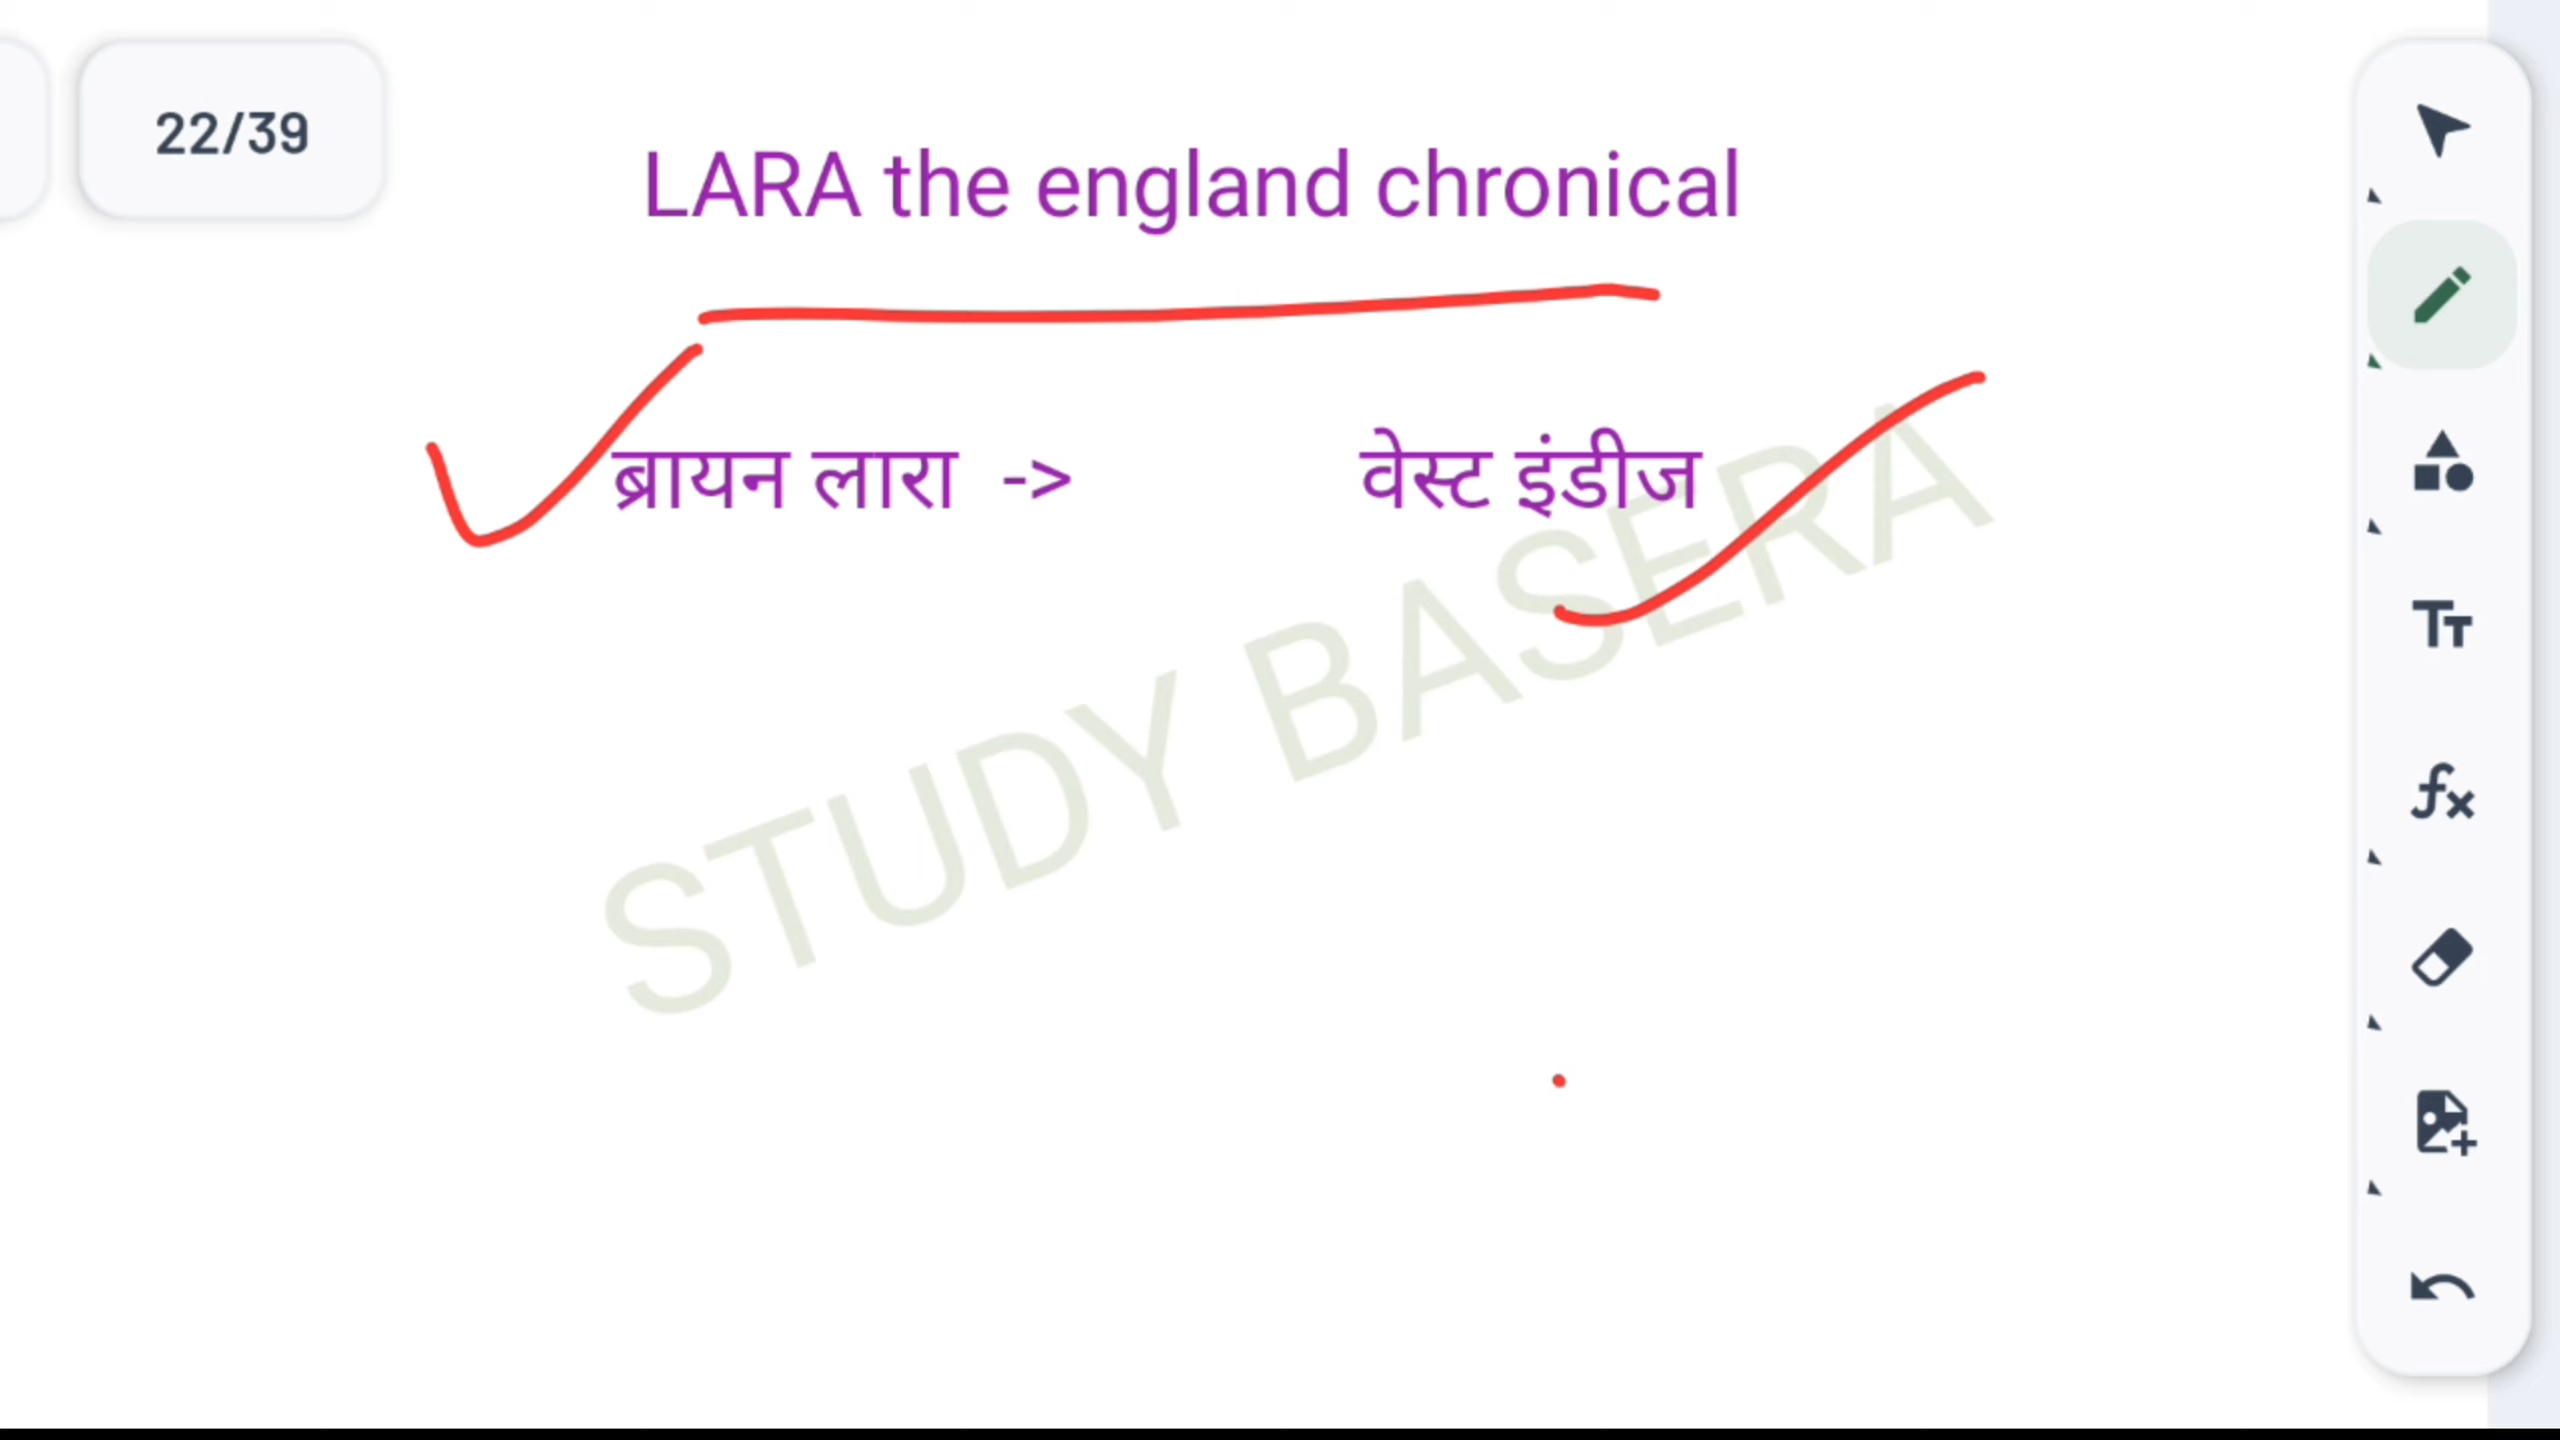 22/39
LARA the england chronical
ब्रायन लारा -> वेस्ट इंडीज
STUDY BASERA